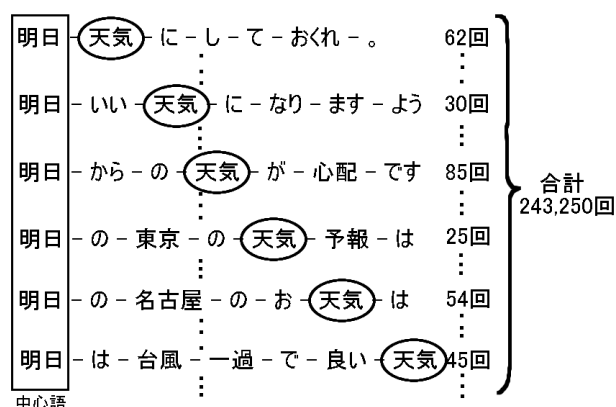 明日 - 天気 - に - し - て - おくれ - 。 62回
明日 - いい - 天気 - に - なり - ます - よう 30回
明日 - から - の - 天気 - が - 心配 - です 85回
明日 - の - 東京 - の - 天気 - 予報 - は 25回
明日 - の - 名古屋 - の - お - 天気 - は 54回
明日 - は - 台風 - 一過 - で - 良い - 天気 45回
合計
243,250回
中心語